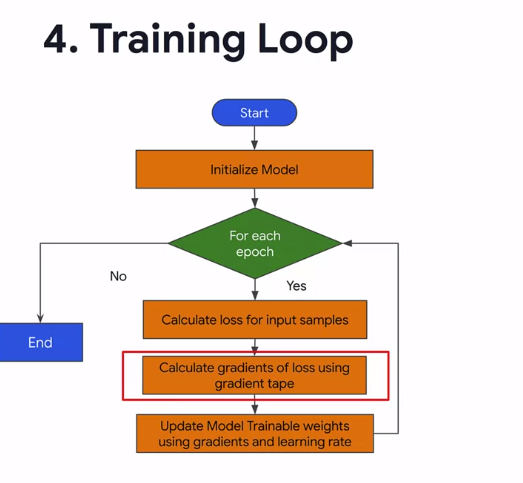 4. Training Loop
Start
Initialize Model
For each
epoch
No
Yes
Calculate loss for input samples
End
Calculate gradients of loss using
gradient tape
Update Model Trainable weights
using gradients and learning rate